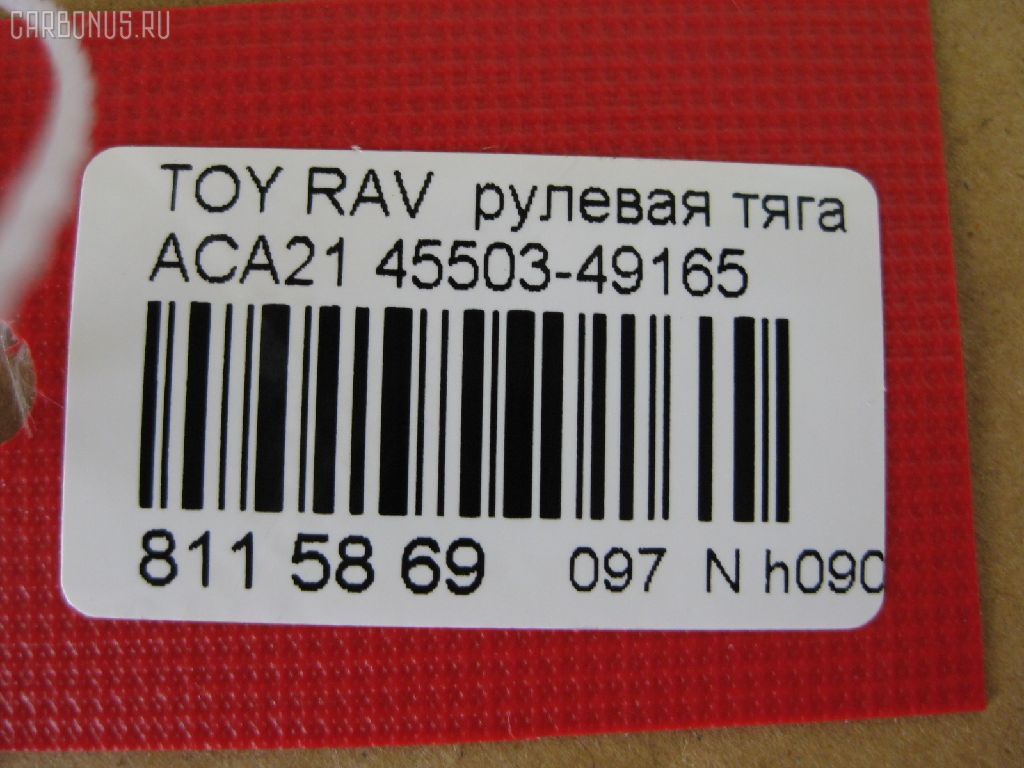 CARBONUS.RU
TOY RAV рулевая тяга
ACA21 45503-49165
811 58 69 097 N h090